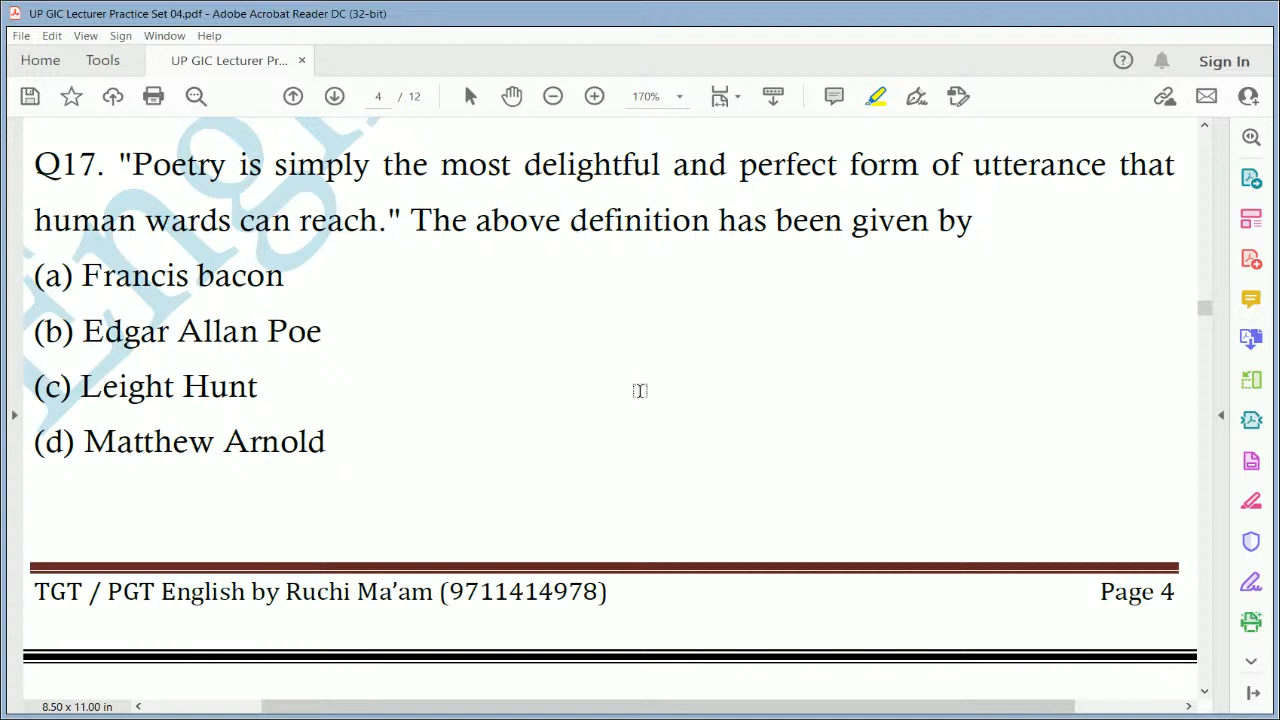 UP GIC Lecturer Practice Set 04.pdf - Adobe Acrobat Reader DC (32-bit)
File Edit View Sign Window Help
Home Tools UP GIC Lecturer Pr... × Sign In
4 / 12 170%
Q17. "Poetry is simply the most delightful and perfect form of utterance that
human wards can reach." The above definition has been given by
(a) Francis bacon
(b) Edgar Allan Poe
(c) Leight Hunt
(d) Matthew Arnold
TGT / PGT English by Ruchi Ma’am (9711414978) Page 4
8.50 x 11.00 in
Engl